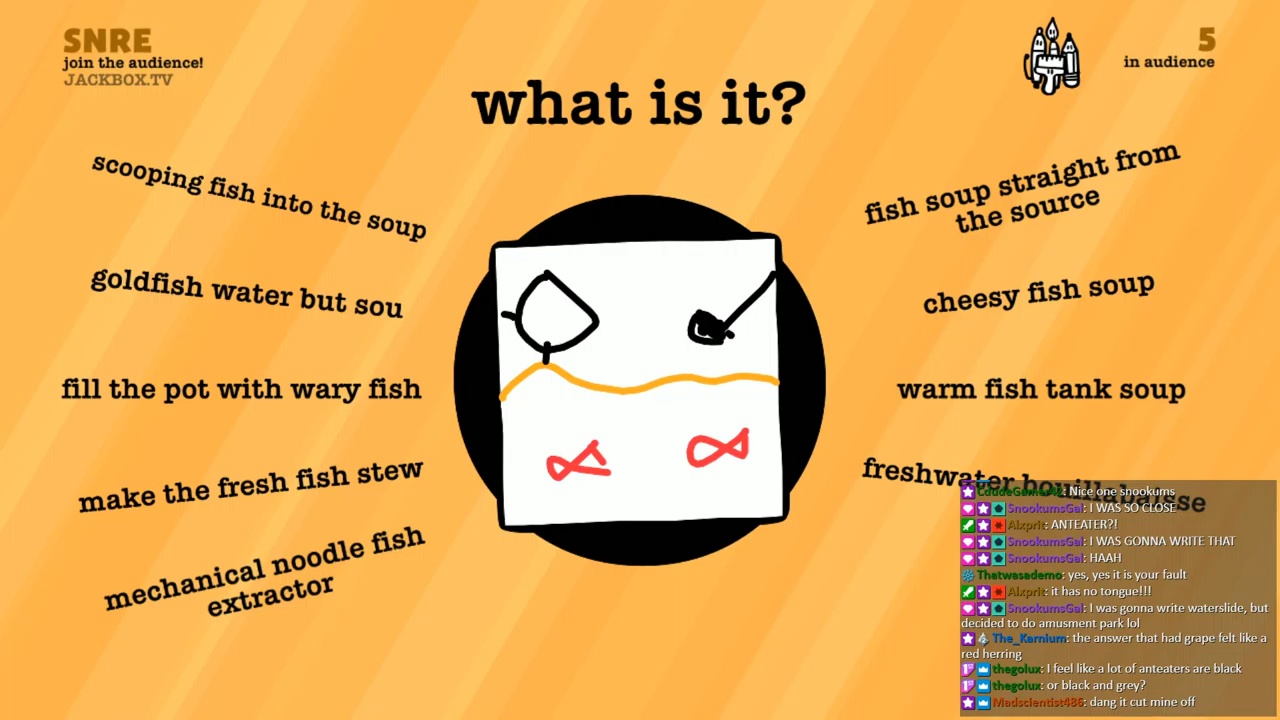 SNRE
join the audience!
JACKBOX.TV
5
in audience
what is it?
scooping fish into the soup
goldfish water but sou
fill the pot with wary fish
make the fresh fish stew
mechanical noodle fish
extractor
fish soup straight from
the source
cheesy fish soup
warm fish tank soup
freshwater bouillabaisse
CdudeGamer42: Nice one snookums
SnookumsGal: I WAS SO CLOSE
Alxprit: ANTEATER?!
SnookumsGal: I WAS GONNA WRITE THAT
SnookumsGal: HAAH
Thatwasademo: yes, yes it is your fault
Alxprit: it has no tongue!!!
SnookumsGal: I was gonna write waterslide, but
decided to do amusment park lol
The_Karnium: the answer that had grape felt like a
red herring
thegolux: I feel like a lot of anteaters are black
thegolux: or black and grey?
Madscientist486: dang it cut mine off